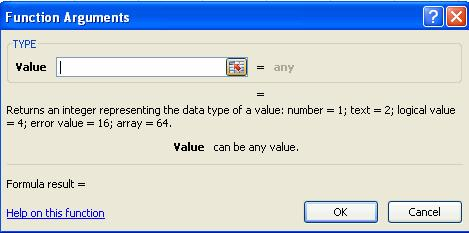 Function Arguments
TYPE
Value = any
=
Returns an integer representing the data type of a value: number = 1; text = 2; logical value
= 4; error value = 16; array = 64.
Value can be any value.
Formula result =
Help on this function OK Cancel